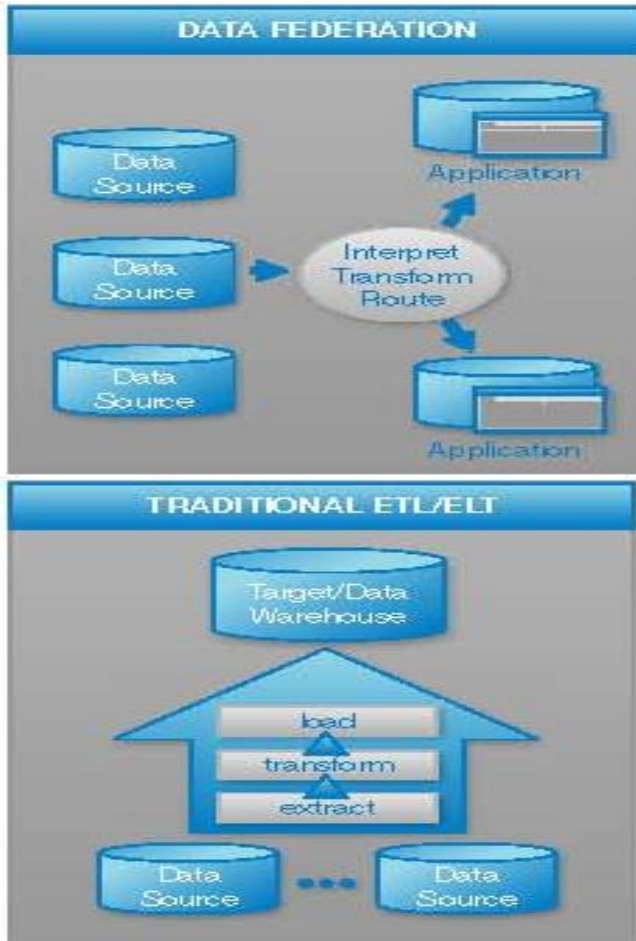 DATA FEDERATION
Data
Source
Data
Source
Data
Source
Interpret
Transform
Route
Application
Application
TRADITIONAL ETL/ELT
Target/Data
Warehouse
load
transform
extract
Data
Source
Data
Source